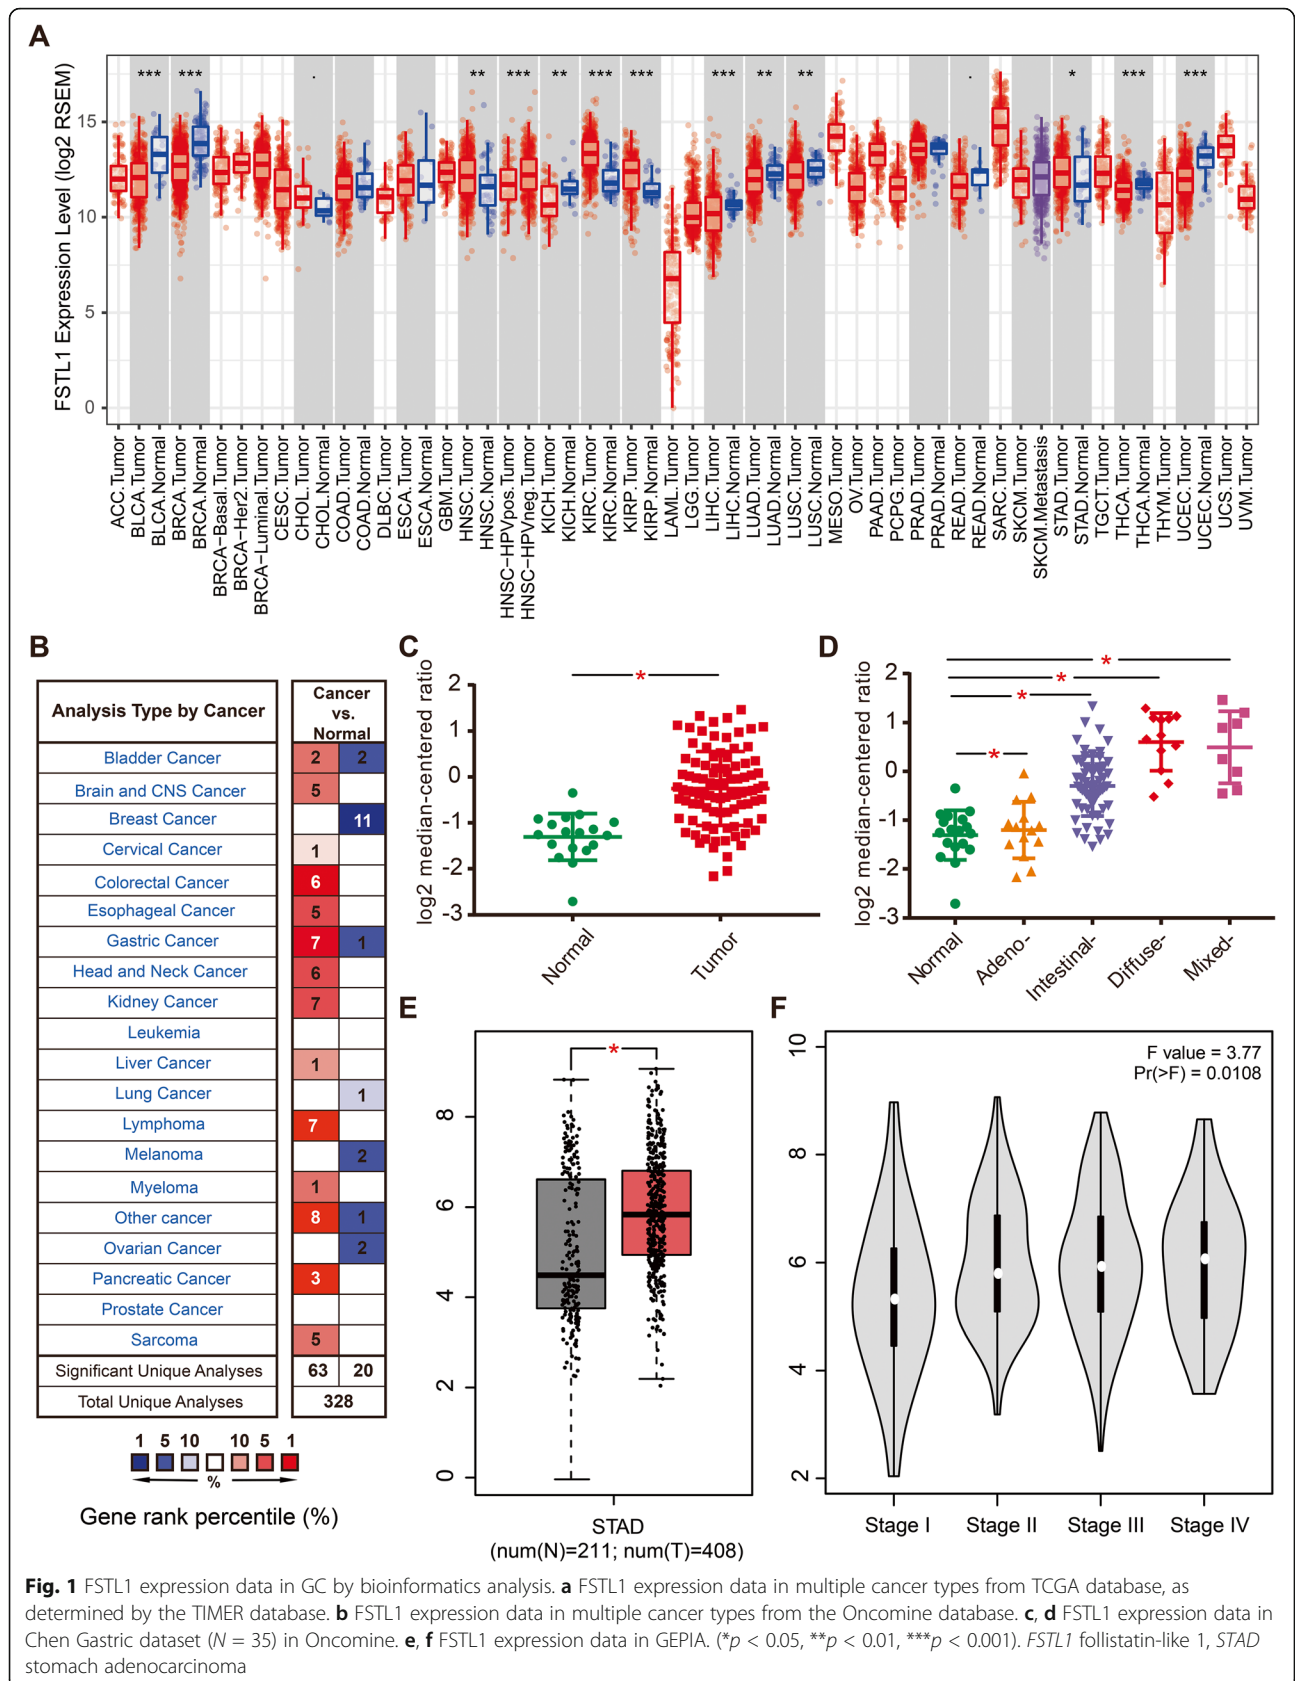 A
*** *** . ** *** ** *** *** *** ** ** . * *** ***
FSTL1 Expression Level (log2 RSEM)
15
10
5
0
ACC.Tumor
BLCA.Tumor
BLCA.Normal
BRCA.Tumor
BRCA.Normal
BRCA−Basal.Tumor
BRCA−Her2.Tumor
BRCA−Luminal.Tumor
CESC.Tumor
CHOL.Tumor
CHOL.Normal
COAD.Tumor
COAD.Normal
DLBC.Tumor
ESCA.Tumor
ESCA.Normal
GBM.Tumor
HNSC.Tumor
HNSC.Normal
HNSC−HPVpos.Tumor
HNSC−HPVneg.Tumor
KICH.Tumor
KICH.Normal
KIRC.Tumor
KIRC.Normal
KIRP.Tumor
KIRP.Normal
LAML.Tumor
LGG.Tumor
LIHC.Tumor
LIHC.Normal
LUAD.Tumor
LUAD.Normal
LUSC.Tumor
LUSC.Normal
MESO.Tumor
OV.Tumor
PAAD.Tumor
PCPG.Tumor
PRAD.Tumor
PRAD.Normal
READ.Tumor
READ.Normal
SARC.Tumor
SKCM.Tumor
SKCM.Metastasis
STAD.Tumor
STAD.Normal
TGCT.Tumor
THCA.Tumor
THCA.Normal
THYM.Tumor
UCEC.Tumor
UCEC.Normal
UCS.Tumor
UVM.Tumor
B
Analysis Type by Cancer
Cancer
vs.
Normal
Bladder Cancer 2 2
Brain and CNS Cancer 5
Breast Cancer 11
Cervical Cancer 1
Colorectal Cancer 6
Esophageal Cancer 5
Gastric Cancer 7 1
Head and Neck Cancer 6
Kidney Cancer 7
Leukemia
Liver Cancer 1
Lung Cancer 1
Lymphoma 7
Melanoma 2
Myeloma 1
Other cancer 8 1
Ovarian Cancer 2
Pancreatic Cancer 3
Prostate Cancer
Sarcoma 5
Significant Unique Analyses 63 20
Total Unique Analyses 328
1 5 10 10 5 1
%
Gene rank percentile (%)
C
log2 median-centered ratio
2
1
0
-1
-2
-3
*
Normal
Tumor
D
log2 median-centered ratio
2
1
0
-1
-2
-3
*
*
*
*
Normal
Adeno-
Intestinal-
Diffuse-
Mixed-
E
8
6
4
2
0
*
STAD
(num(N)=211; num(T)=408)
F
F value = 3.77
Pr(>F) = 0.0108
10
8
6
4
2
Stage I Stage II Stage III Stage IV
Fig. 1 FSTL1 expression data in GC by bioinformatics analysis. a FSTL1 expression data in multiple cancer types from TCGA database, as
determined by the TIMER database. b FSTL1 expression data in multiple cancer types from the Oncomine database. c, d FSTL1 expression data in
Chen Gastric dataset (N = 35) in Oncomine. e, f FSTL1 expression data in GEPIA. (*p < 0.05, **p < 0.01, ***p < 0.001). FSTL1 follistatin-like 1, STAD
stomach adenocarcinoma